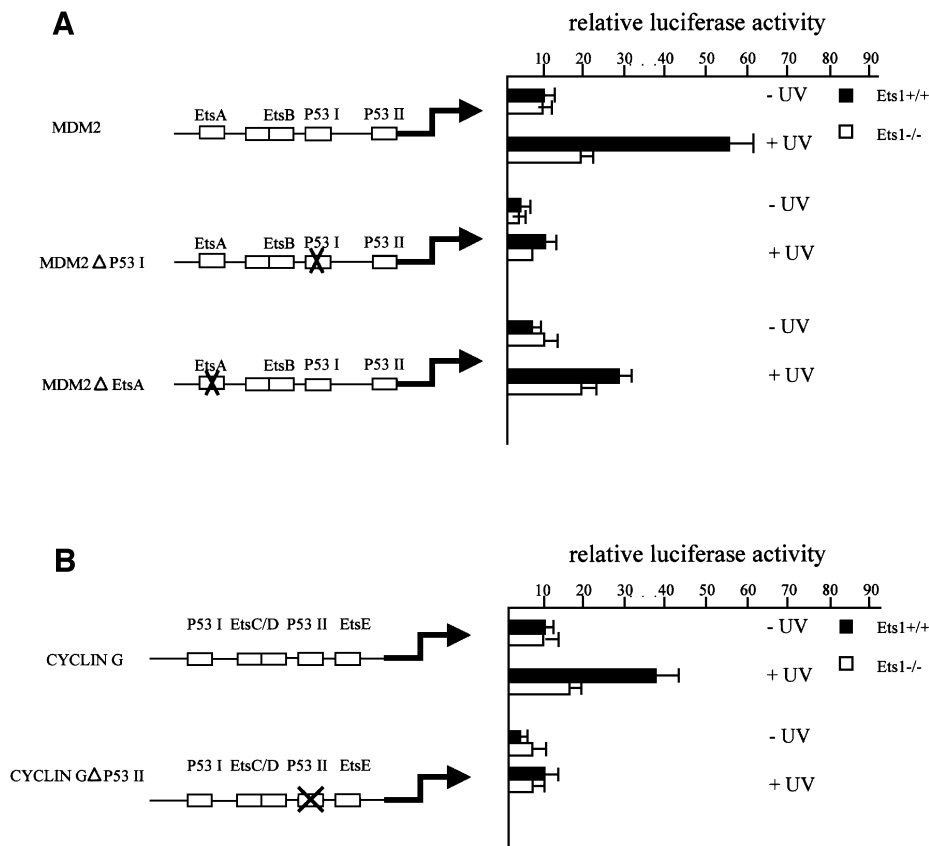 A
relative luciferase activity
10 20 30 . . 40 50 60 70 80 90
EtsA EtsB P53 I P53 II
MDM2
- UV
+ UV
Ets1+/+
Ets1-/-
EtsA EtsB P53 I P53 II
MDM2 Δ P53 I
- UV
+ UV
EtsA EtsB P53 I P53 II
MDM2 Δ EtsA
- UV
+ UV
B
relative luciferase activity
10 20 30 . . 40 50 60 70 80 90
P53 I EtsC/D P53 II EtsE
CYCLIN G
- UV
+ UV
Ets1+/+
Ets1-/-
P53 I EtsC/D P53 II EtsE
CYCLIN GΔP53 II
- UV
+ UV